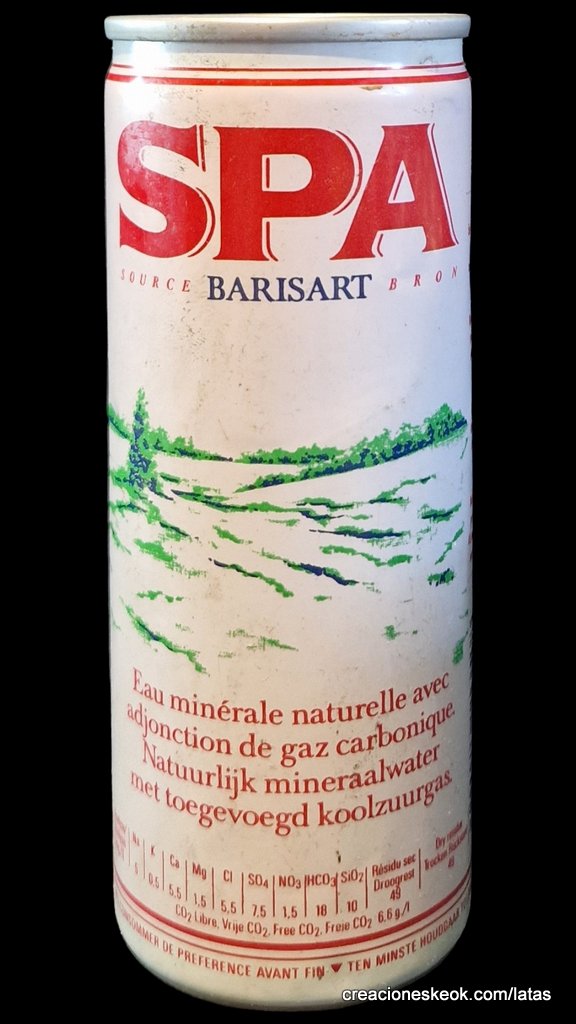 SPA
SOURCE BARISART BRON
Eau minérale naturelle avec
adjonction de gaz carbonique.
Natuurlijk mineraalwater
met toegevoegd koolzuurgas.
Na K Ca Mg Cl SO4 NO3 HCO3 SiO2 Résidu sec Droogrest Dry residue
0,5 5,5 1,5 5,5 7,5 1,5 18 10 49
CO2 Libre, Vrije CO2, Free CO2, Freie CO2 6,6 g./l
CONSOMMER DE PREFERENCE AVANT FIN ▼ TEN MINSTE HOUDBAAR
creacioneskeok.com/latas